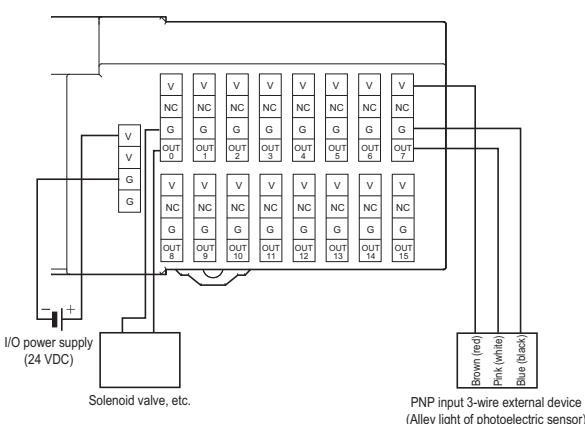 V V V V V V V V
NC NC NC NC NC NC NC NC
G G G G G G G G
OUT 0 OUT 1 OUT 2 OUT 3 OUT 4 OUT 5 OUT 6 OUT 7
V
V
G
G
V V V V V V V V
NC NC NC NC NC NC NC NC
G G G G G G G G
OUT 8 OUT 9 OUT 10 OUT 11 OUT 12 OUT 13 OUT 14 OUT 15
− +
I/O power supply
(24 VDC)
Solenoid valve, etc.
Brown (red)
Pink (white)
Blue (black)
PNP input 3-wire external device
(Alley light of photoelectric sensor)